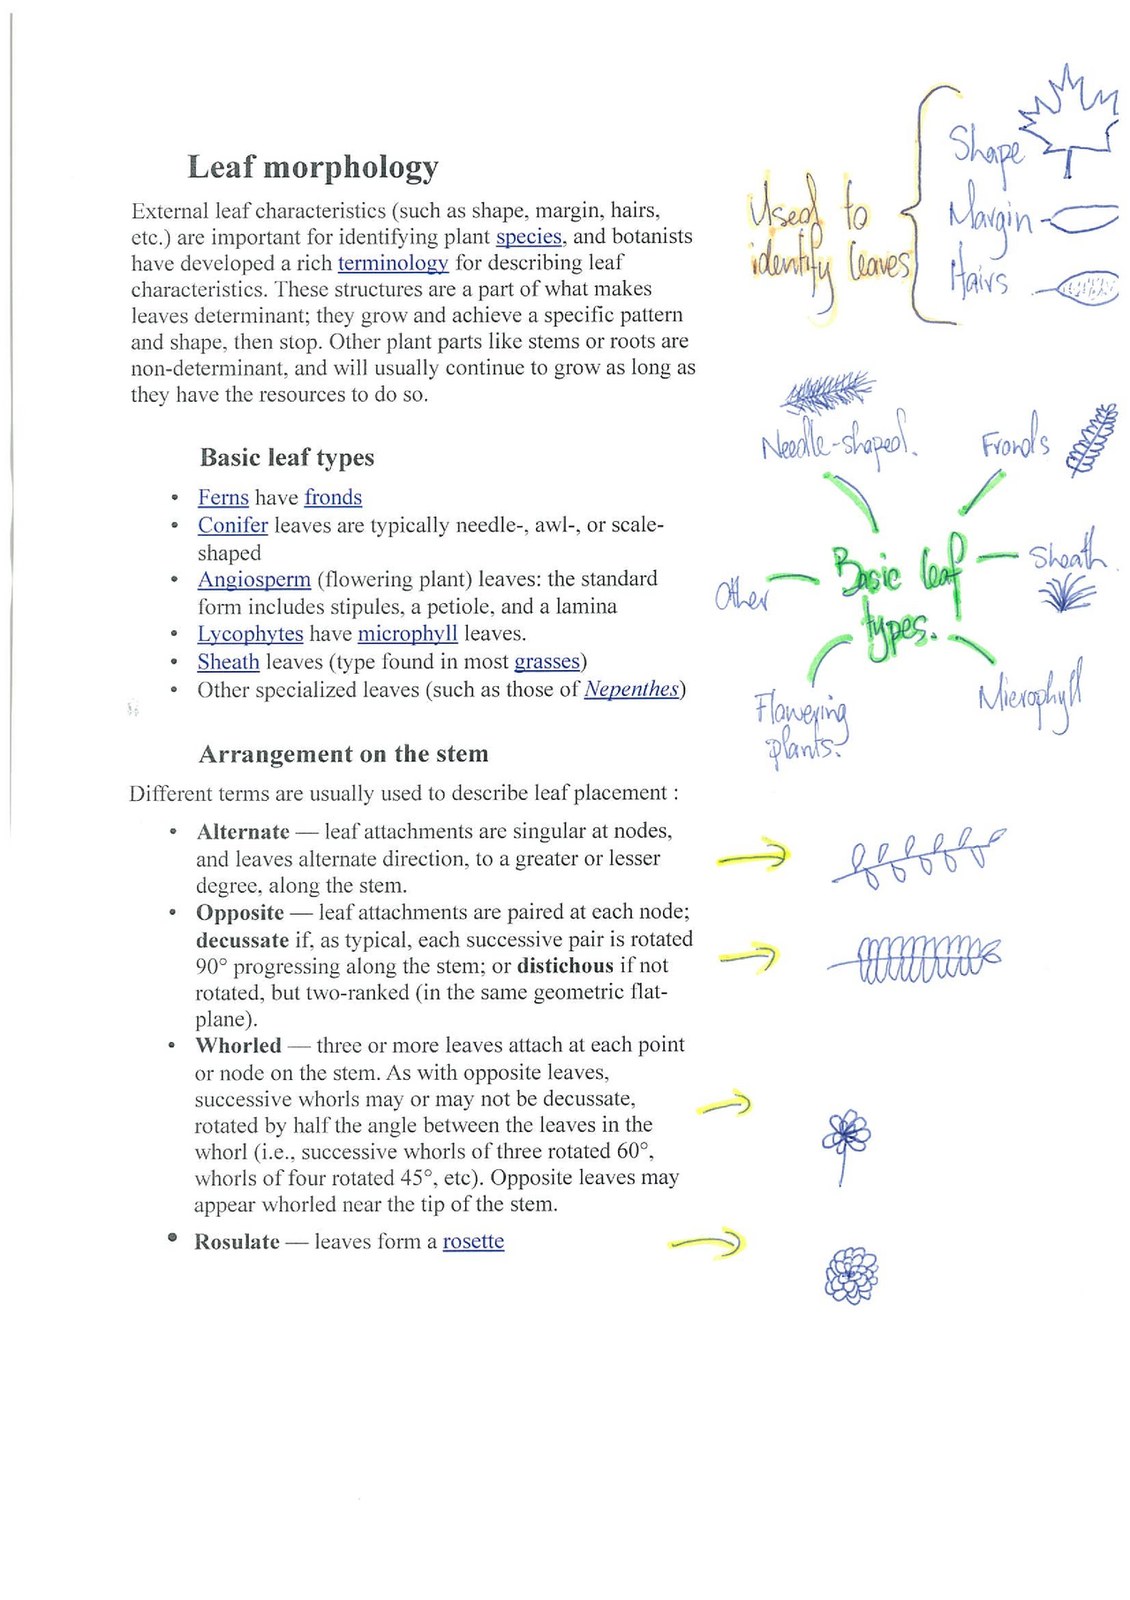 Leaf morphology
External leaf characteristics (such as shape, margin, hairs,
etc.) are important for identifying plant species, and botanists
have developed a rich terminology for describing leaf
characteristics. These structures are a part of what makes
leaves determinant; they grow and achieve a specific pattern
and shape, then stop. Other plant parts like stems or roots are
non-determinant, and will usually continue to grow as long as
they have the resources to do so.
Used to
identify leaves
Shape
Margin
Hairs
Basic leaf types
• Ferns have fronds
• Conifer leaves are typically needle-, awl-, or scale-
shaped
• Angiosperm (flowering plant) leaves: the standard
form includes stipules, a petiole, and a lamina
• Lycophytes have microphyll leaves.
• Sheath leaves (type found in most grasses)
• Other specialized leaves (such as those of Nepenthes)
Needle-shaped.
Fronds
Basic leaf
types.
Sheath.
Other
Microphyll
Flowering
plants.
Arrangement on the stem
Different terms are usually used to describe leaf placement :
• Alternate — leaf attachments are singular at nodes,
and leaves alternate direction, to a greater or lesser
degree, along the stem.
• Opposite — leaf attachments are paired at each node;
decussate if, as typical, each successive pair is rotated
90° progressing along the stem; or distichous if not
rotated, but two-ranked (in the same geometric flat-
plane).
• Whorled — three or more leaves attach at each point
or node on the stem. As with opposite leaves,
successive whorls may or may not be decussate,
rotated by half the angle between the leaves in the
whorl (i.e., successive whorls of three rotated 60°,
whorls of four rotated 45°, etc). Opposite leaves may
appear whorled near the tip of the stem.
• Rosulate — leaves form a rosette